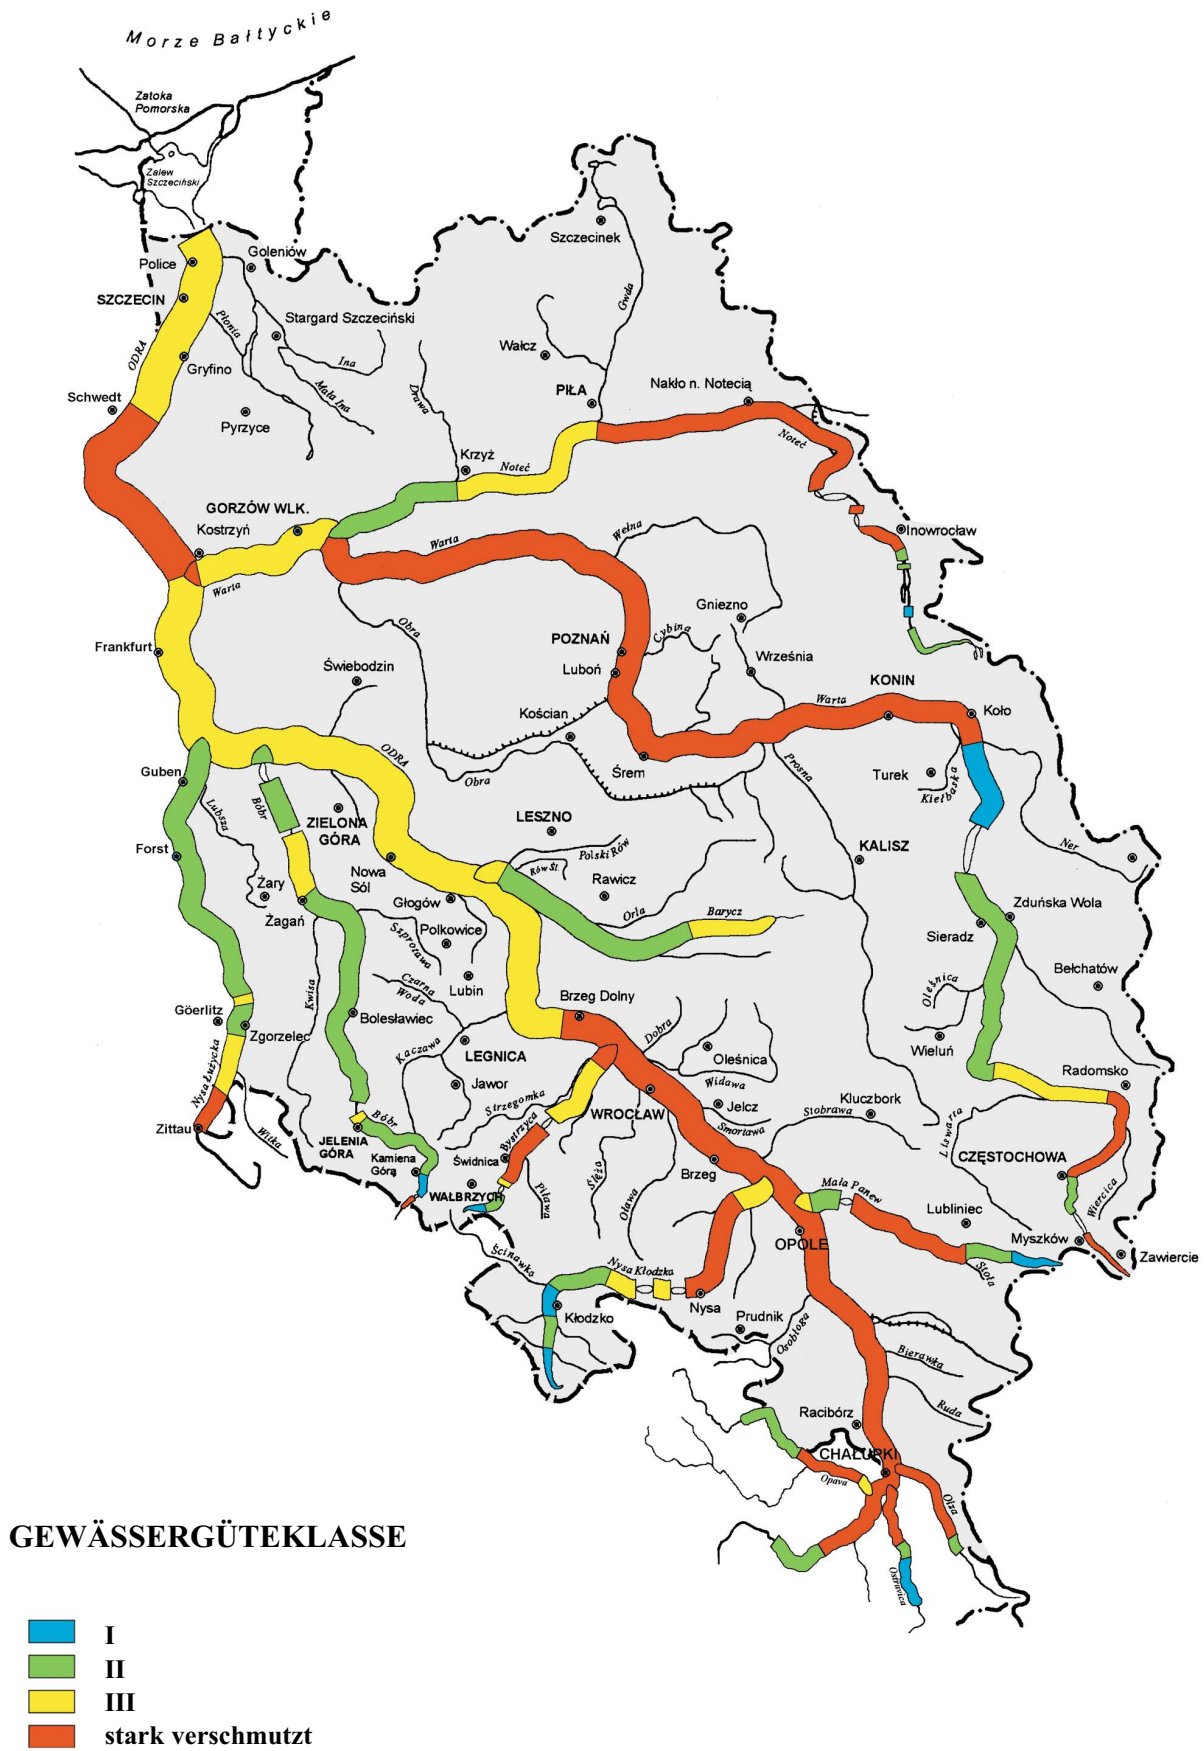 Morze Bałtyckie
Zatoka
Pomorska
Zalew
Szczeciński
Szczecinek
Goleniów
Police
SZCZECIN
Gwda
Płonia
Stargard Szczeciński
ODRA
Wałcz
Ina
Gryfino
Nakło n. Notecią
Drawa
PIŁA
Mała Ina
Schwedt
Pyrzyce
Noteć
Krzyż
Noteć
GORZÓW WLK.
Kostrzyń
Inowrocław
Wełna
Warta
Warta
Gniezno
Obra
Cybina
POZNAŃ
Frankfurt
Świebodzin
Luboń
Września
KONIN
Warta
Kościan
Koło
ODRA
Śrem
Prosna
Guben
Obra
Turek
Kiełbaska
Bóbr
Lubsza
ZIELONA
GÓRA
LESZNO
KALISZ
Ner
Forst
Polski Rów
Rów Śl.
Nowa
Sól
Żary
Rawicz
Głogów
Żagań
Orla
Barycz
Zduńska Wola
Szprotawa
Polkowice
Sieradz
Bełchatów
Lubin
Czarna
Woda
Kwisa
Oleśnica
Brzeg Dolny
Göerlitz
Bolesławiec
Zgorzelec
Dobra
Wieluń
LEGNICA
Kaczawa
Oleśnica
Nysa Łużycka
Radomsko
Jawor
Widawa
Strzegomka
WROCŁAW
Jelcz
Kluczbork
Stobrawa
Zittau
Witka
Bóbr
Smortawa
Liswarta
JELENIA
GÓRA
Bystrzyca
Kamiena
Górą
Świdnica
Ślęża
Brzeg
CZĘSTOCHOWA
WAŁBRZYCH
Piława
Oława
Mała Panew
Wiercica
Lubliniec
OPOLE
Myszków
Ścinawka
Zawiercie
Nysa Kłodzka
Stoła
Nysa
Kłodzko
Prudnik
Osobłoga
Bierawka
Racibórz
Ruda
CHAŁUPKI
Opava
Olza
Ostravica
GEWÄSSERGÜTEKLASSE
I
II
III
stark verschmutzt